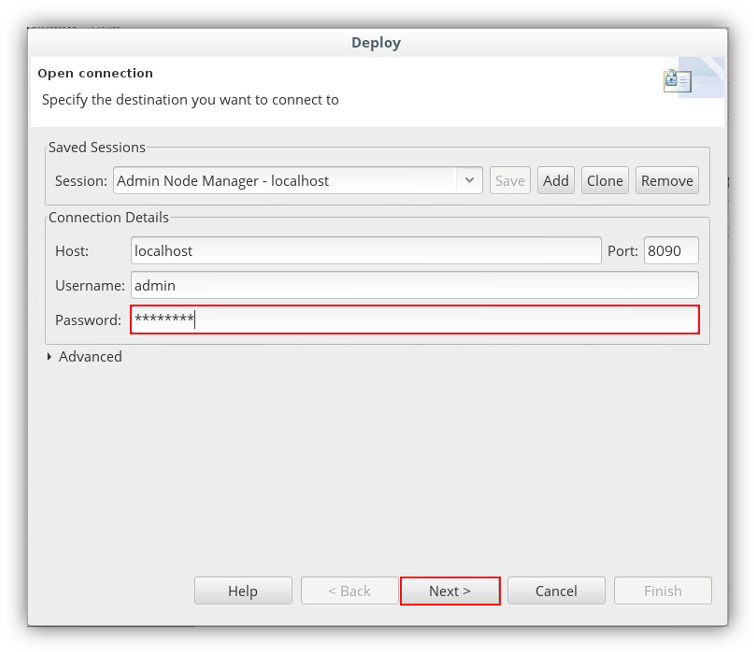 Deploy
Open connection
Specify the destination you want to connect to
Saved Sessions
Session: Admin Node Manager - localhost Save Add Clone Remove
Connection Details
Host: localhost Port: 8090
Username: admin
Password: ********
Advanced
Help < Back Next > Cancel Finish